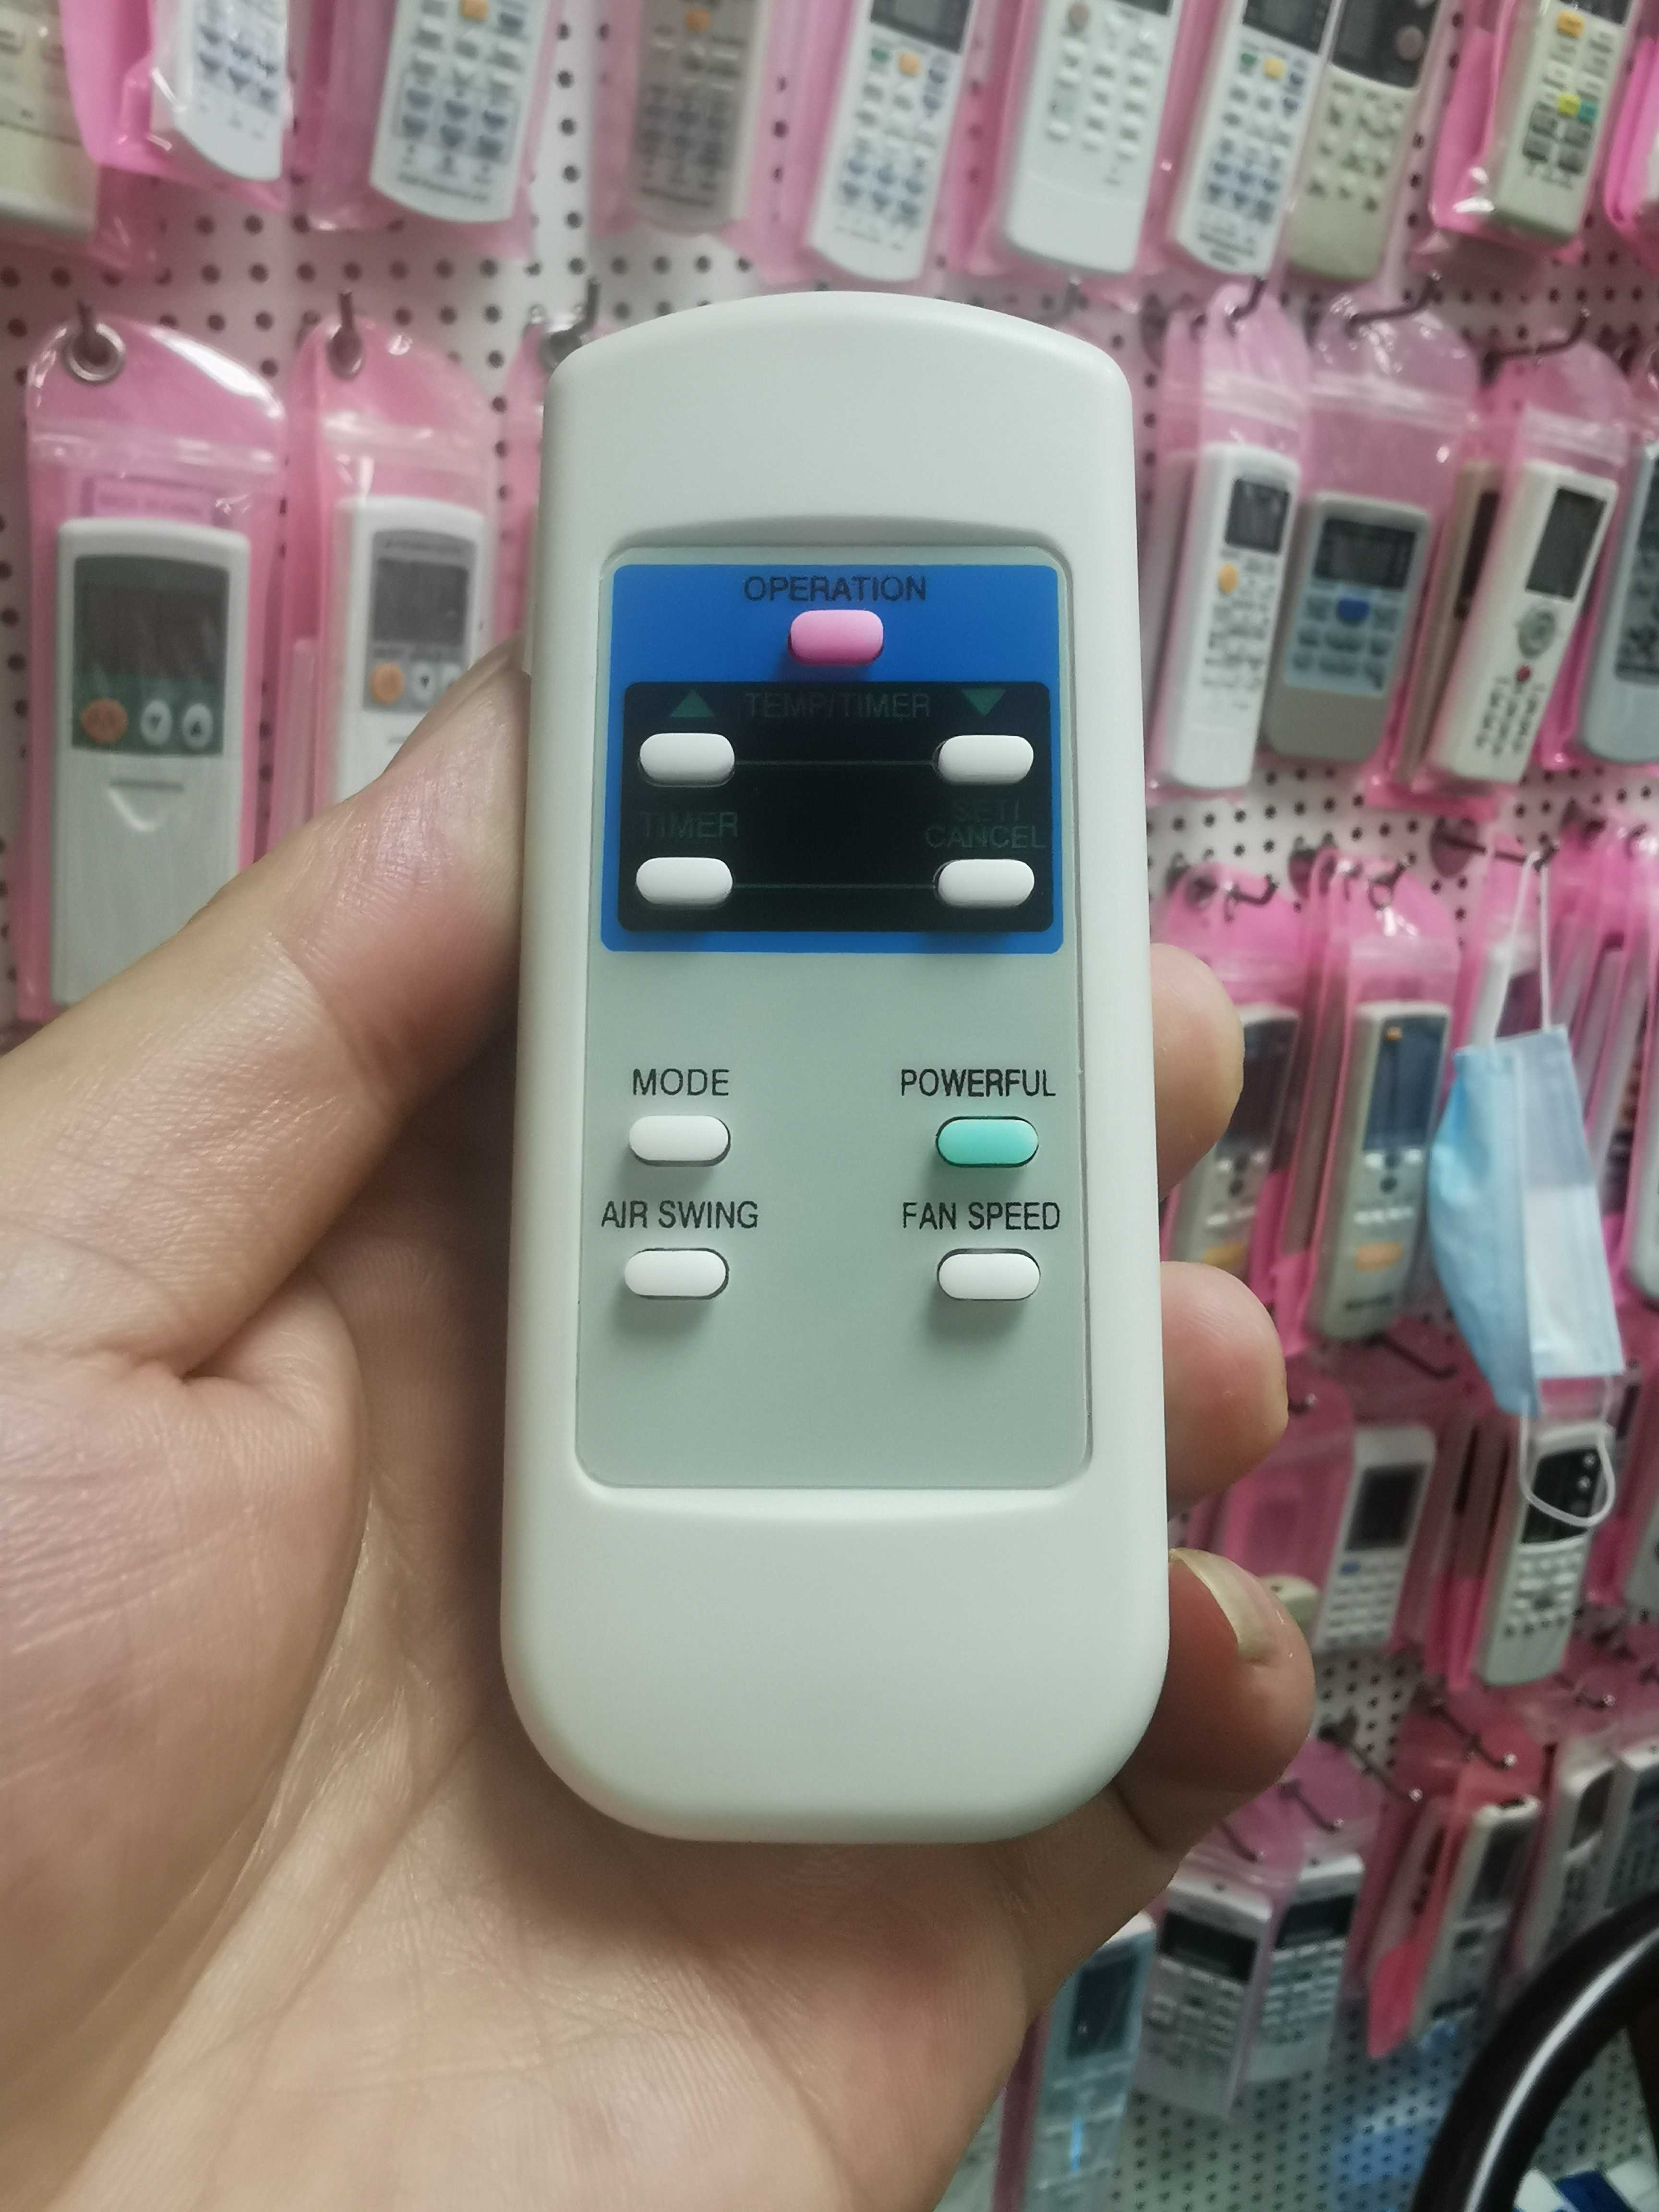 OPERATION
▲ TEMP/TIMER ▼
TIMER
SET/
CANCEL
MODE
POWERFUL
AIR SWING
FAN SPEED